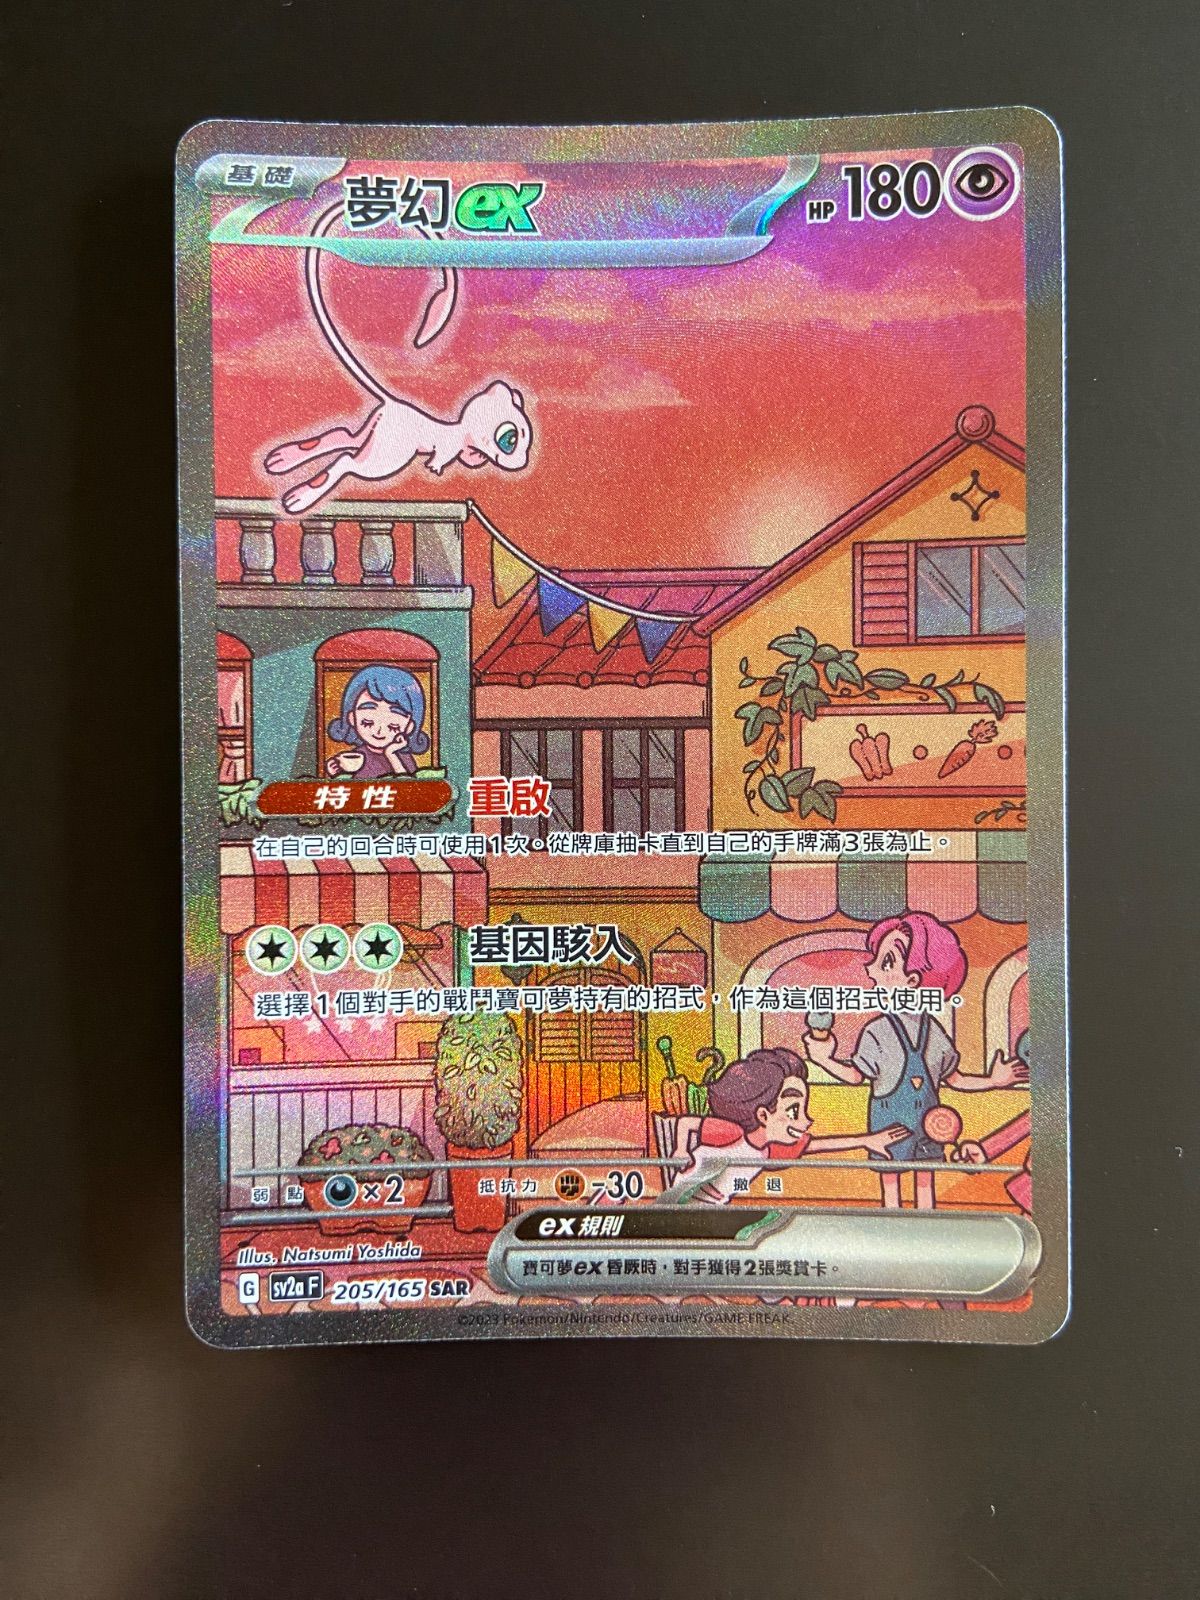 基礎 夢幻ex HP 180
特性 重啟
在自己的回合時可使用1次。從牌庫抽卡直到自己的手牌滿3張為止。
基因駭入
選擇1個對手的戰鬥寶可夢持有的招式，作為這個招式使用。
弱點 ×2 抵抗力 -30 撤退
ex規則
寶可夢ex昏厥時，對手獲得2張獎賞卡。
Illus. Natsumi Yoshida
G sv2a F 205/165 SAR
©2023 Pokémon/Nintendo/Creatures/GAME FREAK.